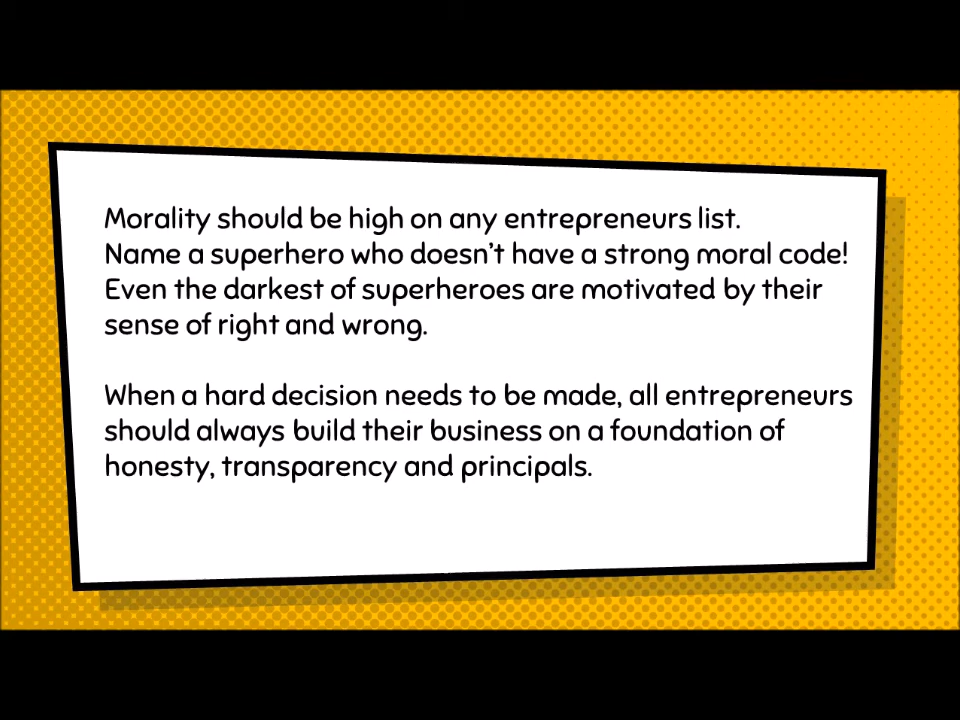 Morality should be high on any entrepreneurs list.
Name a superhero who doesn't have a strong moral code!
Even the darkest of superheroes are motivated by their
sense of right and wrong.
When a hard decision needs to be made, all entrepreneurs
should always build their business on a foundation of
honesty, transparency and principals.